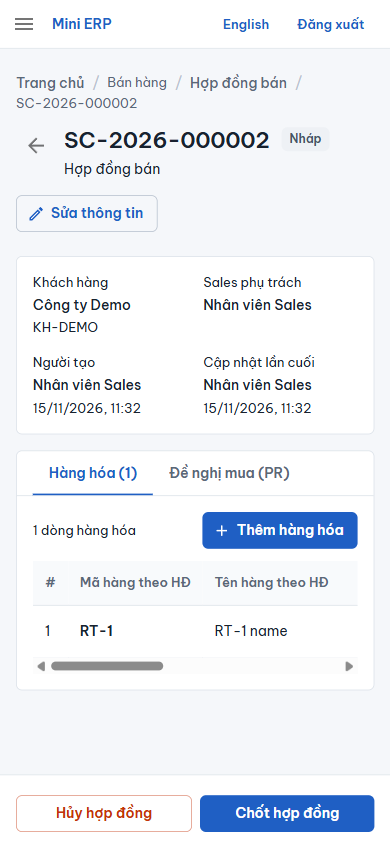 Mini ERP English Đăng xuất
Trang chủ / Bán hàng / Hợp đồng bán /
SC-2026-000002
SC-2026-000002 Nháp
Hợp đồng bán
Sửa thông tin
Khách hàng Sales phụ trách
Công ty Demo Nhân viên Sales
KH-DEMO
Người tạo Cập nhật lần cuối
Nhân viên Sales Nhân viên Sales
15/11/2026, 11:32 15/11/2026, 11:32
Hàng hóa (1) Đề nghị mua (PR)
1 dòng hàng hóa + Thêm hàng hóa
# Mã hàng theo HĐ Tên hàng theo HĐ
1 RT-1 RT-1 name
Hủy hợp đồng Chốt hợp đồng